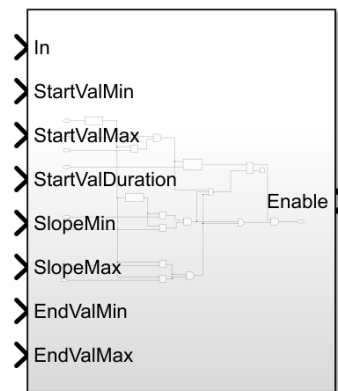 In
StartValMin
StartValMax
StartValDuration
Enable
SlopeMin
SlopeMax
EndValMin
EndValMax